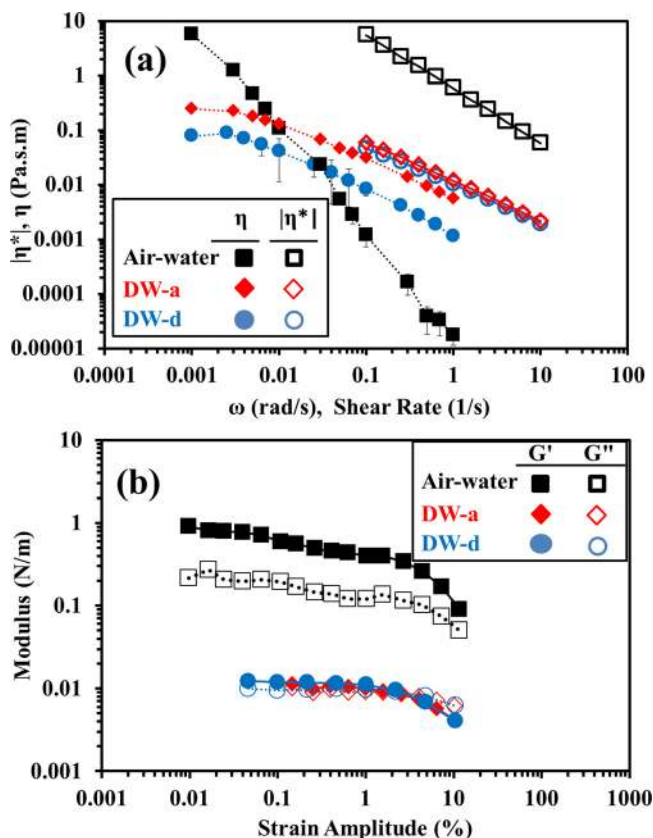 (a)
|η*|, η (Pa.s.m)
10
1
0.1
0.01
0.001
0.0001
0.00001
η |η*|
Air-water
DW-a
DW-d
0.0001 0.001 0.01 0.1 1 10 100
ω (rad/s), Shear Rate (1/s)
(b)
Modulus (N/m)
10
1
0.1
0.01
0.001
G' G"
Air-water
DW-a
DW-d
0.001 0.01 0.1 1 10 100 1000
Strain Amplitude (%)